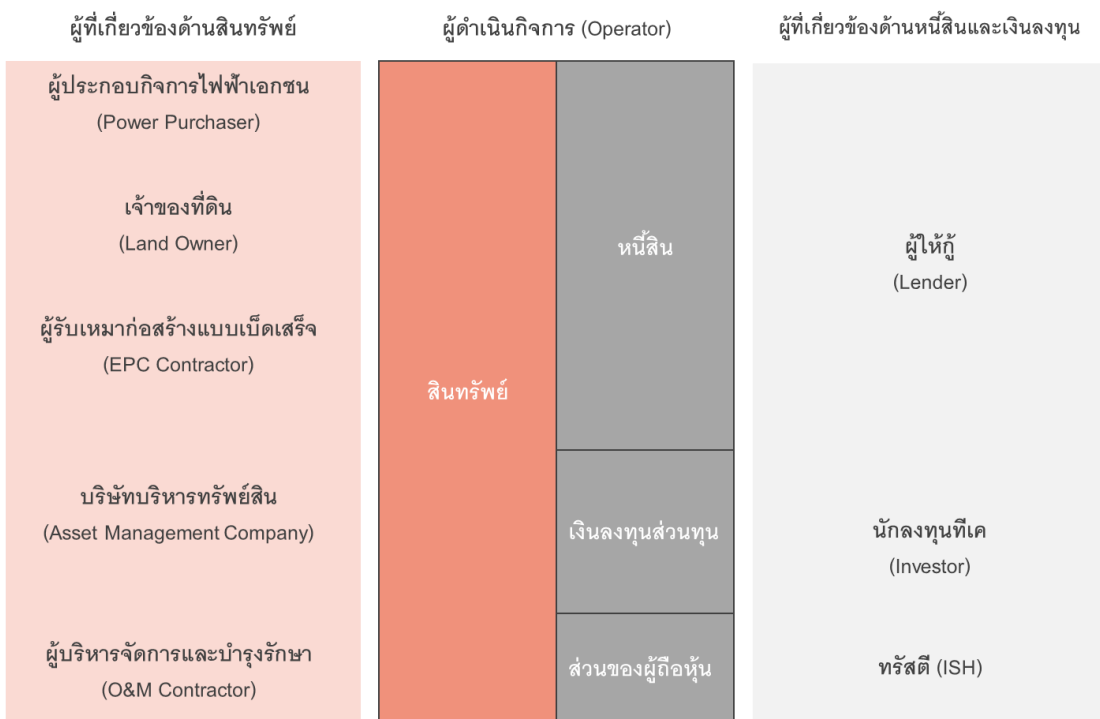 ผู้ที่เกี่ยวข้องด้านสินทรัพย์
ผู้ดำเนินกิจการ (Operator)
ผู้ที่เกี่ยวข้องด้านหนี้สินและเงินลงทุน
ผู้ประกอบกิจการไฟฟ้าเอกชน
(Power Purchaser)
เจ้าของที่ดิน
(Land Owner)
ผู้รับเหมาก่อสร้างแบบเบ็ดเสร็จ
(EPC Contractor)
บริษัทบริหารทรัพย์สิน
(Asset Management Company)
ผู้บริหารจัดการและบำรุงรักษา
(O&M Contractor)
สินทรัพย์
หนี้สิน
เงินลงทุนส่วนทุน
ส่วนของผู้ถือหุ้น
ผู้ให้กู้
(Lender)
นักลงทุนทีเค
(Investor)
ทรัสตี (ISH)